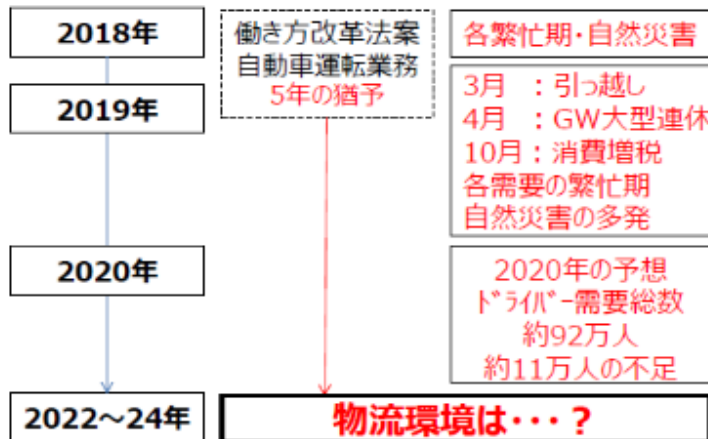 2018年
働き方改革法案
自動車運転業務
5年の猶予
各繁忙期・自然災害
2019年
3月 ：引っ越し
4月 ：GW大型連休
10月：消費増税
各需要の繁忙期
自然災害の多発
2020年
2020年の予想
ﾄﾞﾗｲﾊﾞｰ需要総数
約92万人
約11万人の不足
2022～24年
物流環境は・・・？